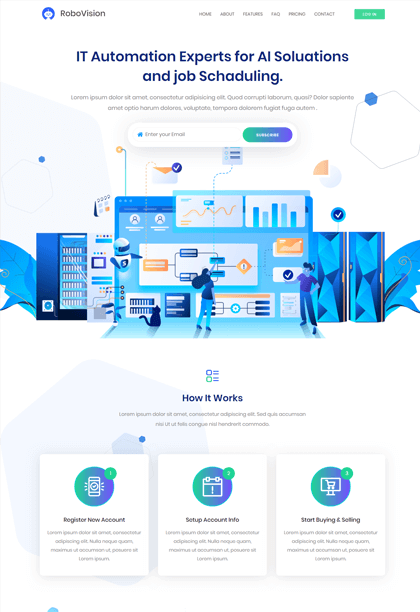 RoboVision
HOME ABOUT FEATURES FAQ PRICING CONTACT
LOG IN
IT Automation Experts for AI Soluations
and job Schaduling.
Lorem ipsum dolor sit amet, consectetur adipisicing elit. Quod corrupti laborum, quasi? Dolor sapiente
amet optio harum dolores, voluptate, tempora dolorem fugiat fuga autem .
Enter your Email
SUBSCRIBE
How It Works
Lorem ipsum dolor sit amet, consectetur adipisicing elit. Sed quis accusam
nisi Ut ut felis congue nisl hendrerit commodo.
1
2
3
Register New Account
Lorem ipsum dolor sit amet, consectetur
adipisicing elit. Nulla neque quam,
maximus ut accumsan ut, posuere sit
Lorem ipsum.
Setup Account Info
Lorem ipsum dolor sit amet, consectetur
adipisicing elit. Nulla neque quam,
maximus ut accumsan ut, posuere sit
Lorem ipsum.
Start Buying & Selling
Lorem ipsum dolor sit amet, consectetur
adipisicing elit. Nulla neque quam,
maximus ut accumsan ut, posuere sit
Lorem ipsum.